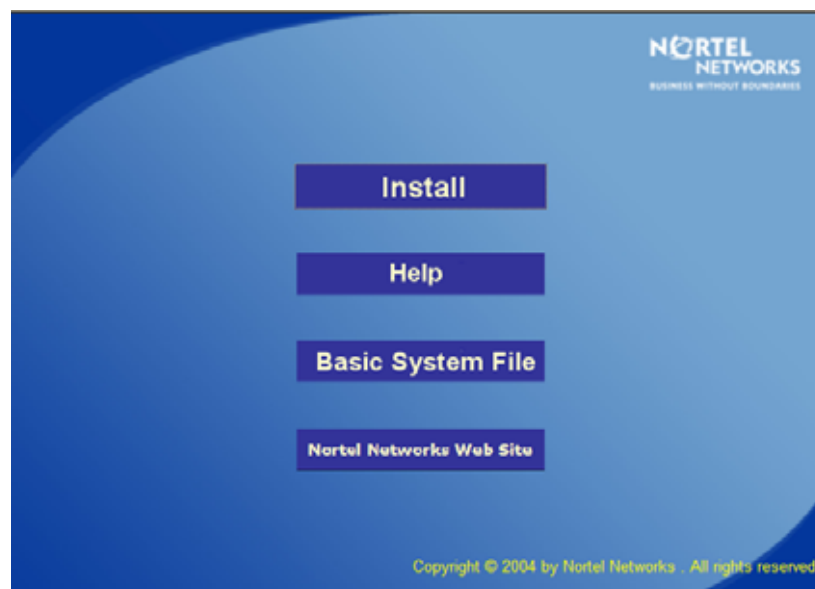 NORTEL
NETWORKS
BUSINESS WITHOUT BOUNDARIES
Install
Help
Basic System File
Nortel Networks Web Site
Copyright © 2004 by Nortel Networks . All rights reserved